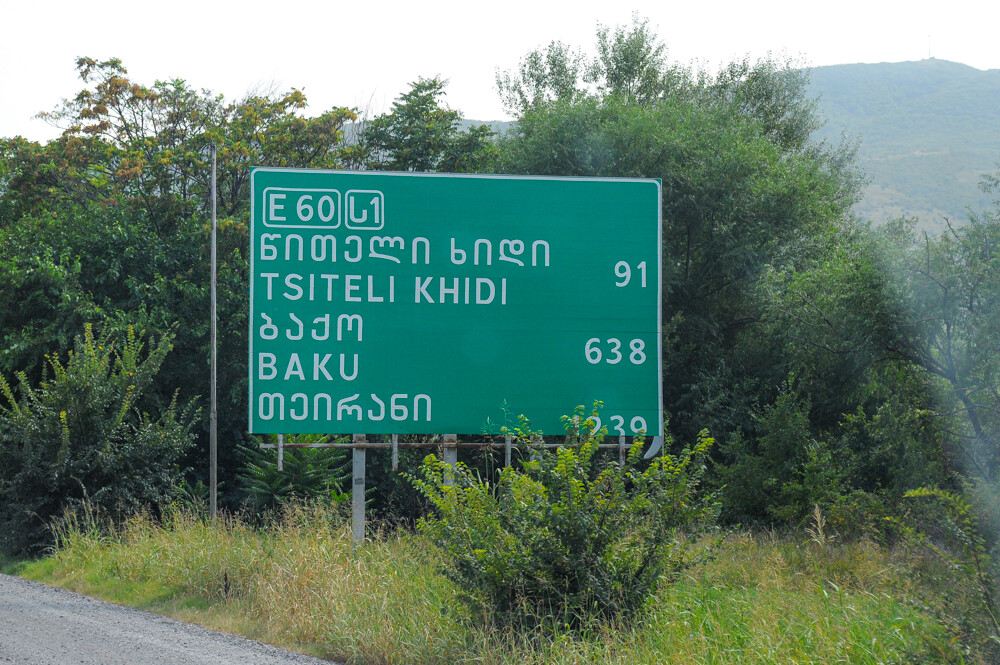 E 60 ს1
წითელი ხიდი 91
TSITELI KHIDI
ბაქო 638
BAKU
თეირანი